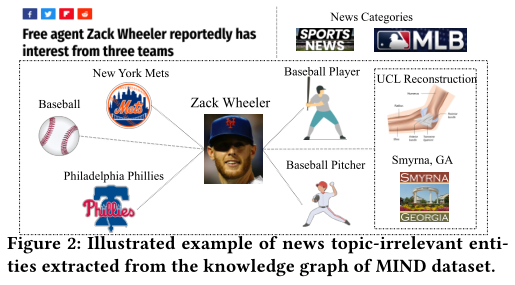 News Categories
Free agent Zack Wheeler reportedly has
interest from three teams
SPORTS
NEWS
MLB
New York Mets
Mets
Baseball
Zack Wheeler
Baseball Player
UCL Reconstruction
Philadelphia Phillies
Phillies
Baseball Pitcher
Smyrna, GA
SMYRNA
GEORGIA
Figure 2: Illustrated example of news topic-irrelevant enti-
ties extracted from the knowledge graph of MIND dataset.